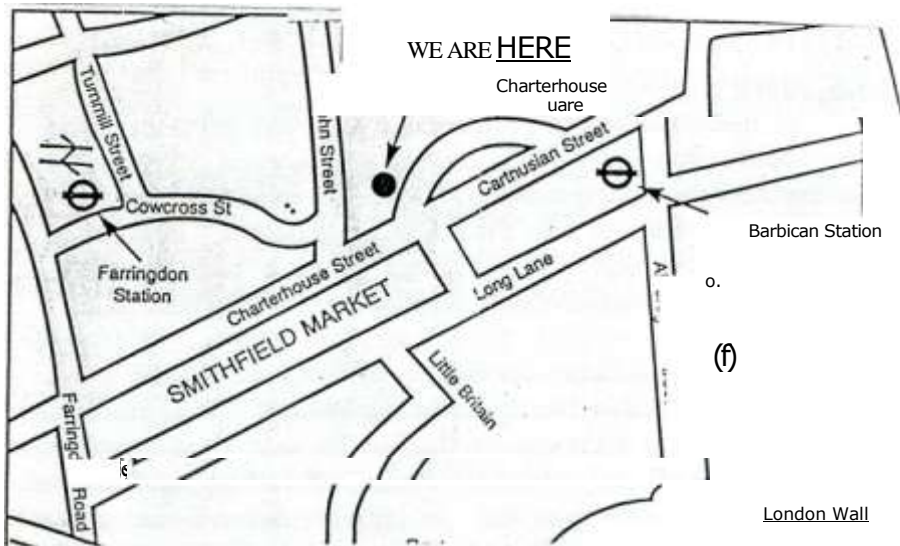 WE ARE HERE
Charterhouse
uare
Turnmill Street
hn Street
Cartnusian Street
Cowcross St
Barbican Station
Farringdon
Station
Charterhouse Street
Long Lane
o.
SMITHFIELD MARKET
(f)
Little Britain
Farringd
Road
London Wall